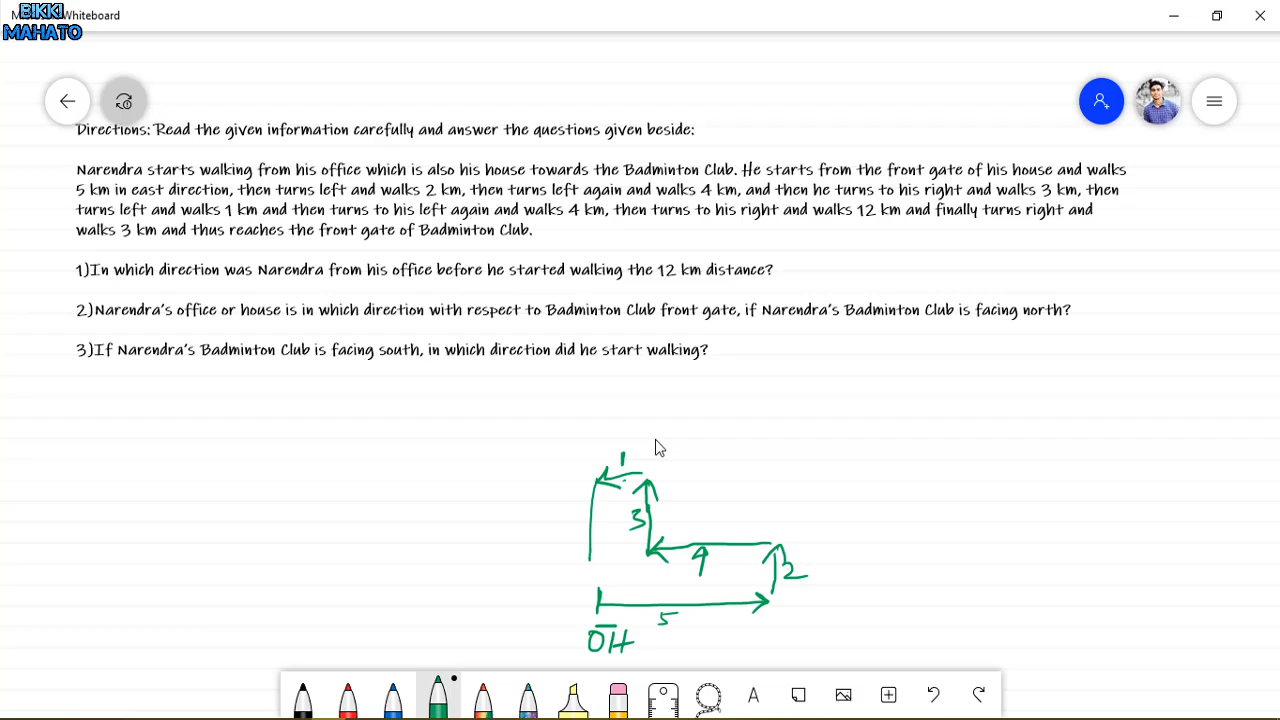 BIKKI
MAHATO
Whiteboard
Directions: Read the given information carefully and answer the questions given beside:
Narendra starts walking from his office which is also his house towards the Badminton Club. He starts from the front gate of his house and walks
5 km in east direction, then turns left and walks 2 km, then turns left again and walks 4 km, and then he turns to his right and walks 3 km, then
turns left and walks 1 km and then turns to his left again and walks 4 km, then turns to his right and walks 12 km and finally turns right and
walks 3 km and thus reaches the front gate of Badminton Club.
1)In which direction was Narendra from his office before he started walking the 12 km distance?
2)Narendra's office or house is in which direction with respect to Badminton Club front gate, if Narendra's Badminton Club is facing north?
3)If Narendra's Badminton Club is facing south, in which direction did he start walking?
1
3
4
2
5
OH
A